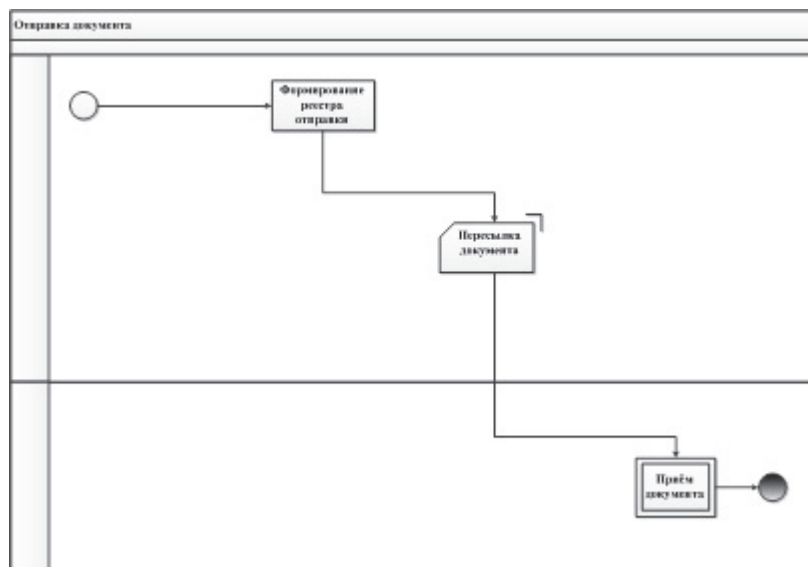 Отправка документа
Формирование
реестра
отправки
Пересылка
документа
Приём
документа